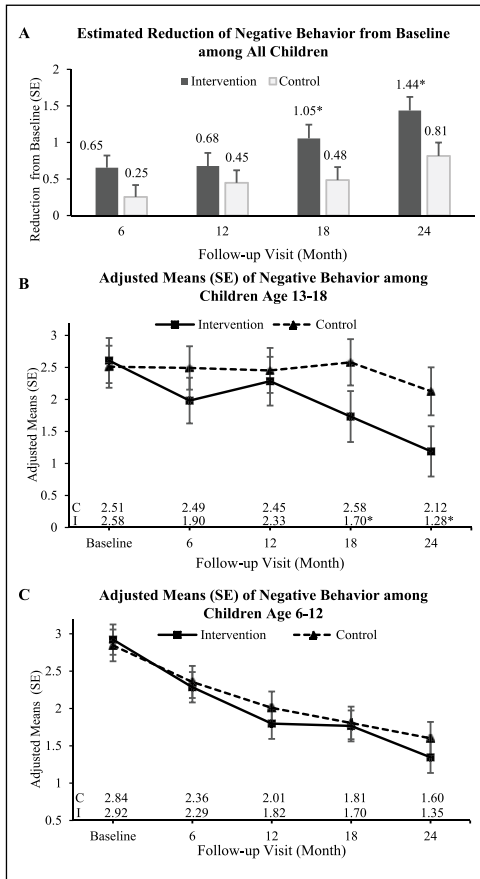 A
Estimated Reduction of Negative Behavior from Baseline
among All Children
Intervention Control
Reduction from Baseline (SE)
2
1.5
1
0.5
0
0.65 0.25 0.68 0.45 1.05* 0.48 1.44* 0.81
6 12 18 24
Follow-up Visit (Month)
B
Adjusted Means (SE) of Negative Behavior among
Children Age 13-18
Intervention Control
Adjusted Means (SE)
3
2.5
2
1.5
1
0.5
0
C 2.51 2.49 2.45 2.58 2.12
I 2.58 1.90 2.33 1.70* 1.28*
Baseline 6 12 18 24
Follow-up Visit (Month)
C
Adjusted Means (SE) of Negative Behavior among
Children Age 6-12
Intervention Control
Adjusted Means (SE)
3
2.5
2
1.5
1
0.5
C 2.84 2.36 2.01 1.81 1.60
I 2.92 2.29 1.82 1.70 1.35
Baseline 6 12 18 24
Follow-up Visit (Month)